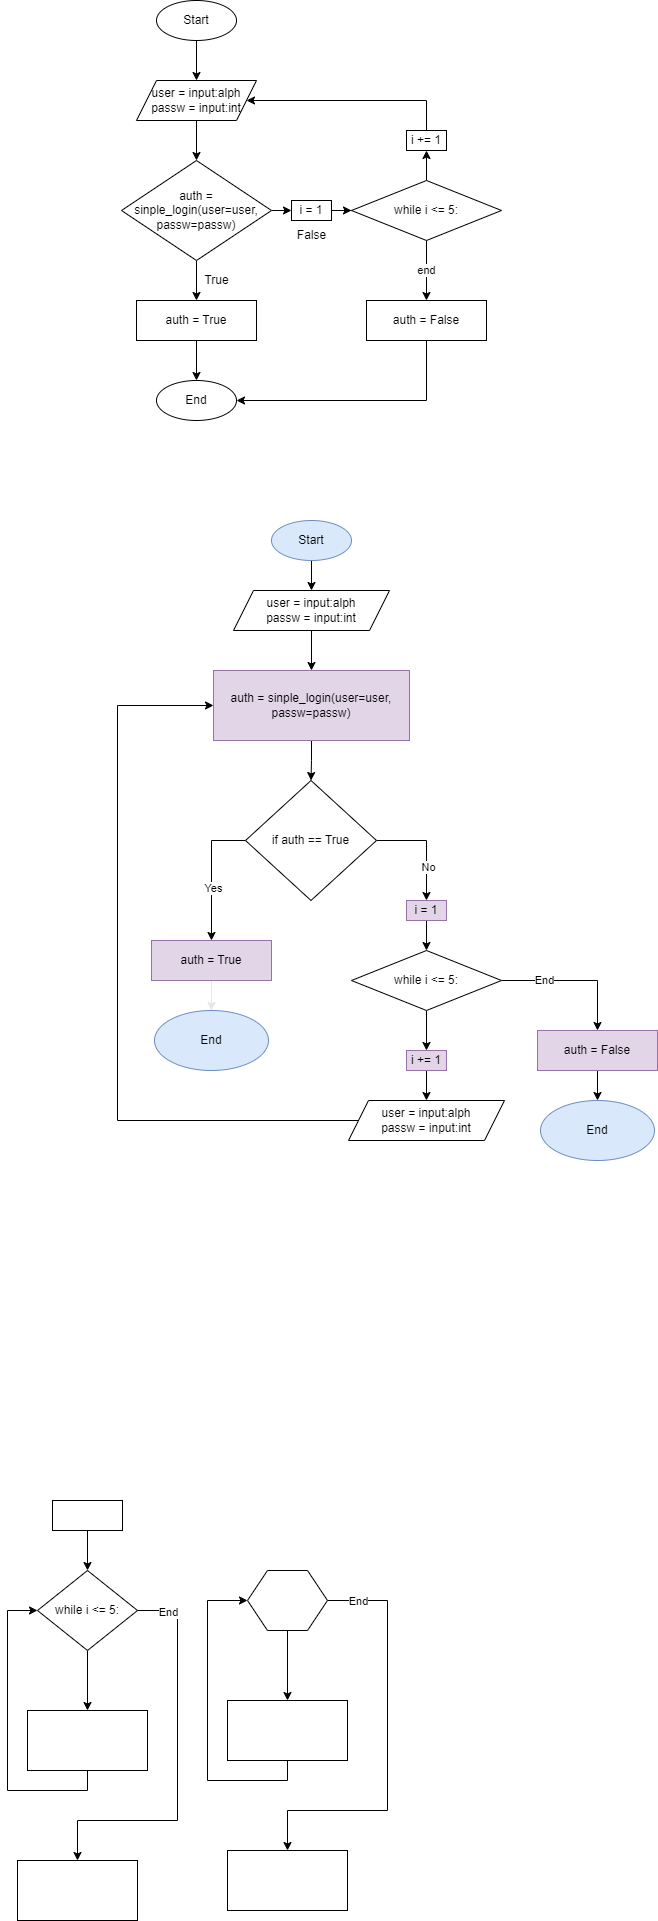 Start
user = input:alph
passw = input:int
i += 1
auth =
sinple_login(user=user,
passw=passw)
i = 1
while i <= 5:
False
end
True
auth = True
auth = False
End
Start
user = input:alph
passw = input:int
auth = sinple_login(user=user,
passw=passw)
if auth == True
No
Yes
i = 1
auth = True
while i <= 5:
End
End
i += 1
auth = False
user = input:alph
passw = input:int
End
while i <= 5:
End
End